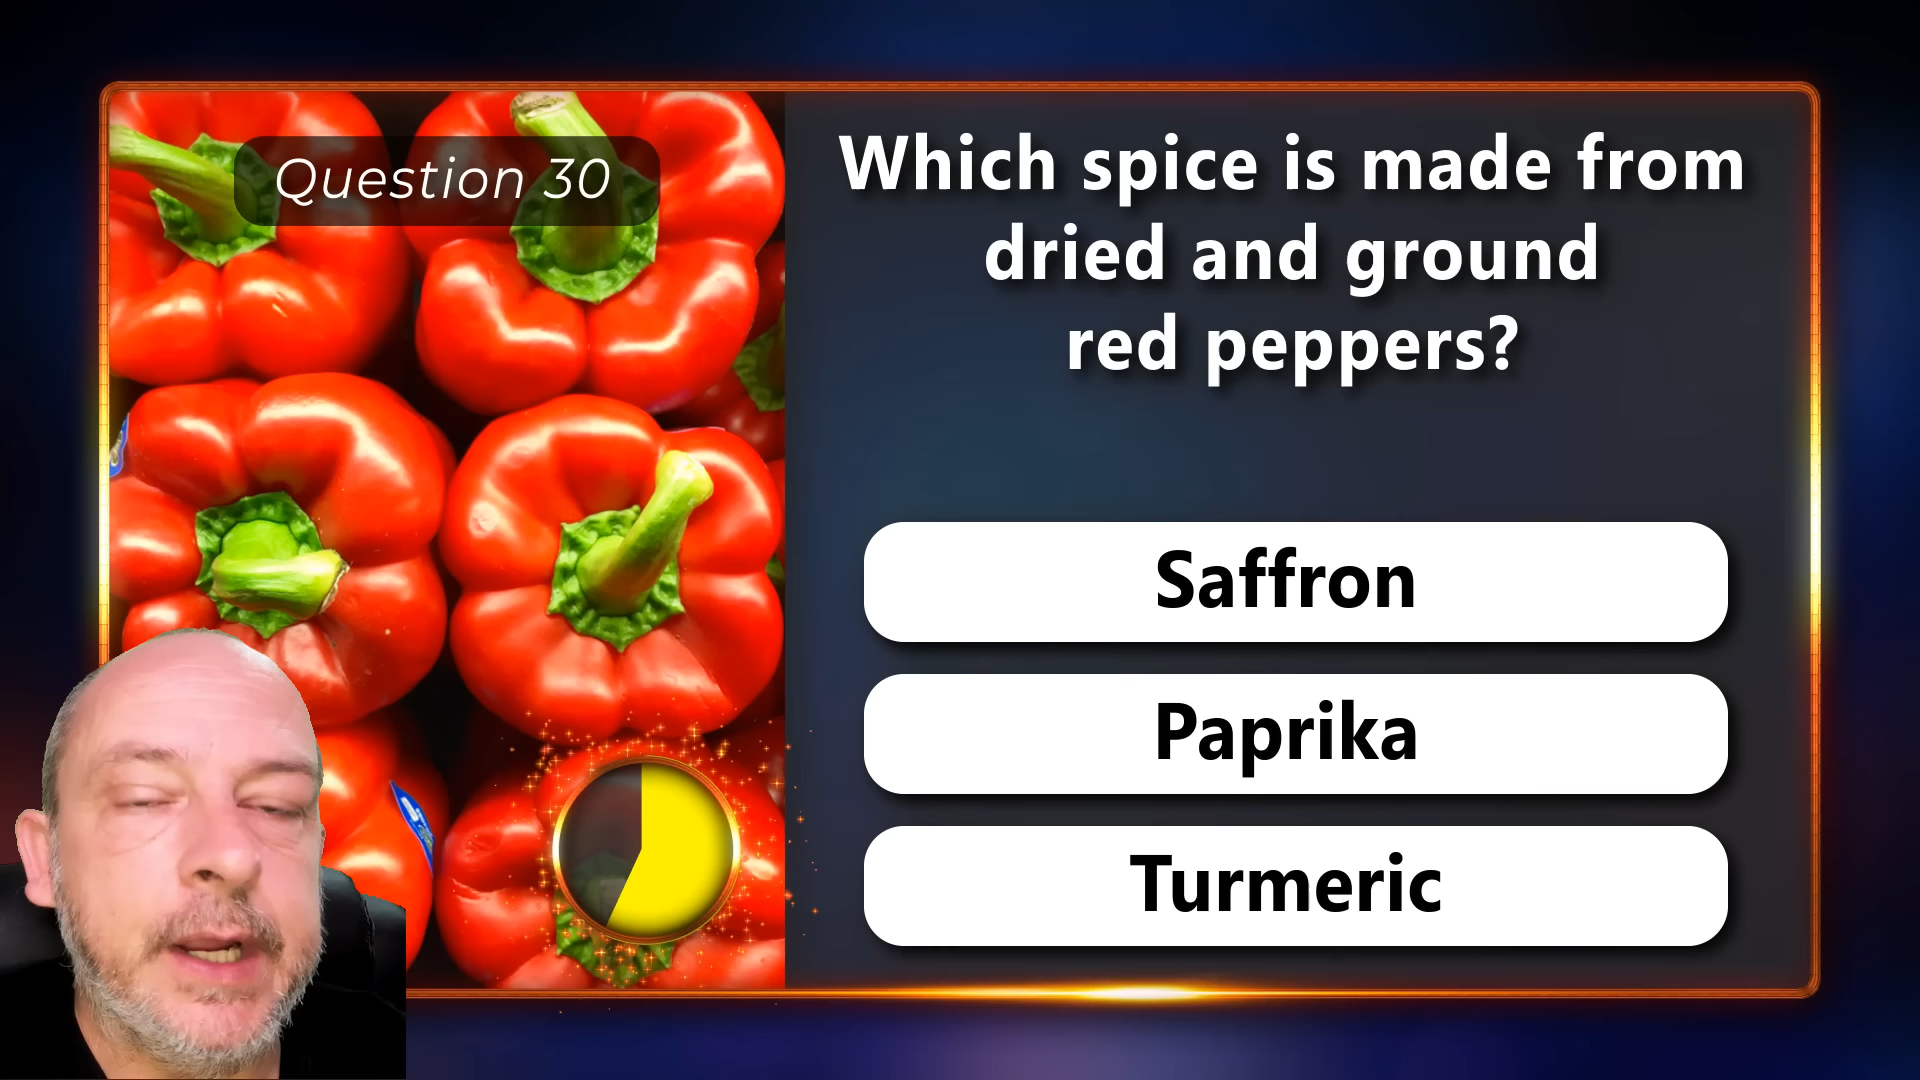 Question 30
Which spice is made from
dried and ground
red peppers?
Saffron
Paprika
Turmeric